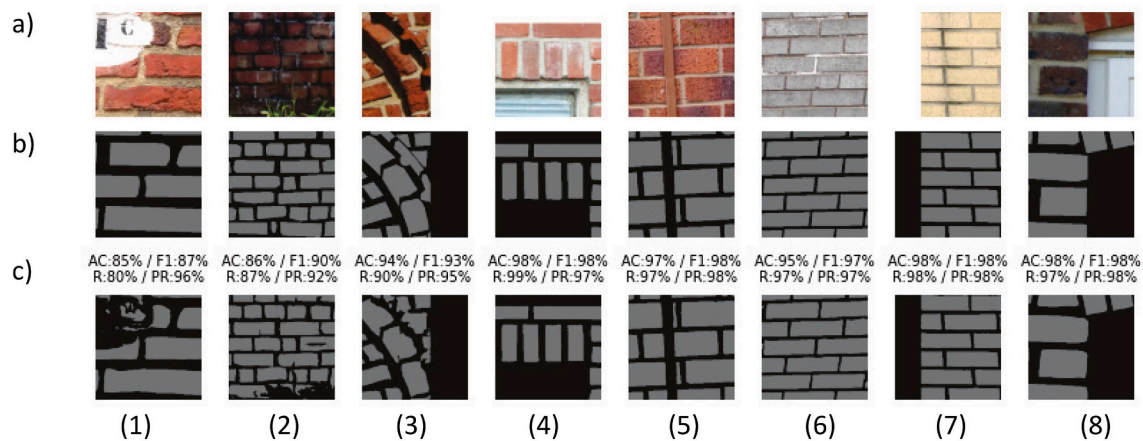 a)
b)
AC:85% / F1:87% AC:86% / F1:90% AC:94% / F1:93% AC:98% / F1:98% AC:97% / F1:98% AC:95% / F1:97% AC:98% / F1:98% AC:98% / F1:98%
c) R:80% / PR:96% R:87% / PR:92% R:90% / PR:95% R:99% / PR:97% R:97% / PR:98% R:97% / PR:97% R:98% / PR:98% R:97% / PR:98%
(1) (2) (3) (4) (5) (6) (7) (8)